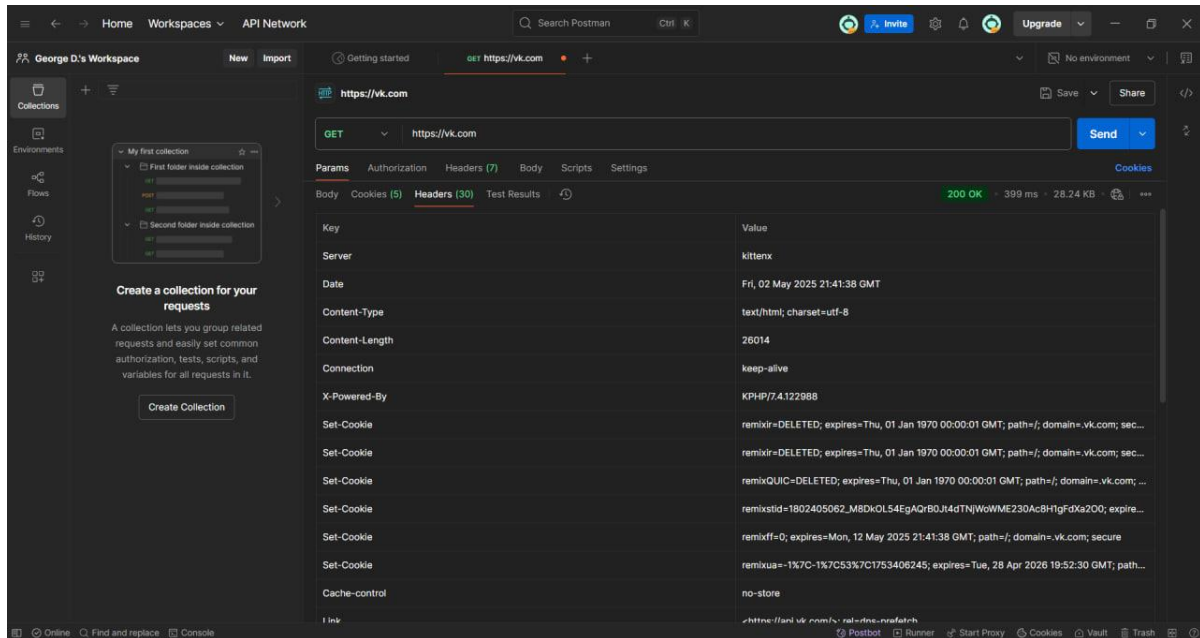 Home Workspaces API Network Search Postman Ctrl K Invite Upgrade
George D.'s Workspace New Import Getting started GET https://vk.com No environment
Collections
Environments
Flows
History
My first collection
First folder inside collection
GET
POST
GET
Second folder inside collection
GET
GET
Create a collection for your
requests
A collection lets you group related
requests and easily set common
authorization, tests, scripts, and
variables for all requests in it.
Create Collection
HTTP https://vk.com Save Share
GET https://vk.com Send
Params Authorization Headers (7) Body Scripts Settings Cookies
Body Cookies (5) Headers (30) Test Results 200 OK 399 ms 28.24 KB
Key Value
Server kittenx
Date Fri, 02 May 2025 21:41:38 GMT
Content-Type text/html; charset=utf-8
Content-Length 26014
Connection keep-alive
X-Powered-By KPHP/7.4.122988
Set-Cookie remixir=DELETED; expires=Thu, 01 Jan 1970 00:00:01 GMT; path=/; domain=.vk.com; sec...
Set-Cookie remixir=DELETED; expires=Thu, 01 Jan 1970 00:00:01 GMT; path=/; domain=.vk.com; sec...
Set-Cookie remixQUIC=DELETED; expires=Thu, 01 Jan 1970 00:00:01 GMT; path=/; domain=.vk.com; ...
Set-Cookie remixstid=1802405062_M8DkOL54EgAQrB0Jt4dTNjWoWME230Ac8H1gFdXa2O0; expire...
Set-Cookie remixff=0; expires=Mon, 12 May 2025 21:41:38 GMT; path=/; domain=.vk.com; secure
Set-Cookie remixua=-1%7C-1%7C53%7C1753406245; expires=Tue, 28 Apr 2026 19:52:30 GMT; path...
Cache-control no-store
Link <https://api.vk.com/>; rel=dns-prefetch
Online Find and replace Console Postbot Runner Start Proxy Cookies Vault Trash